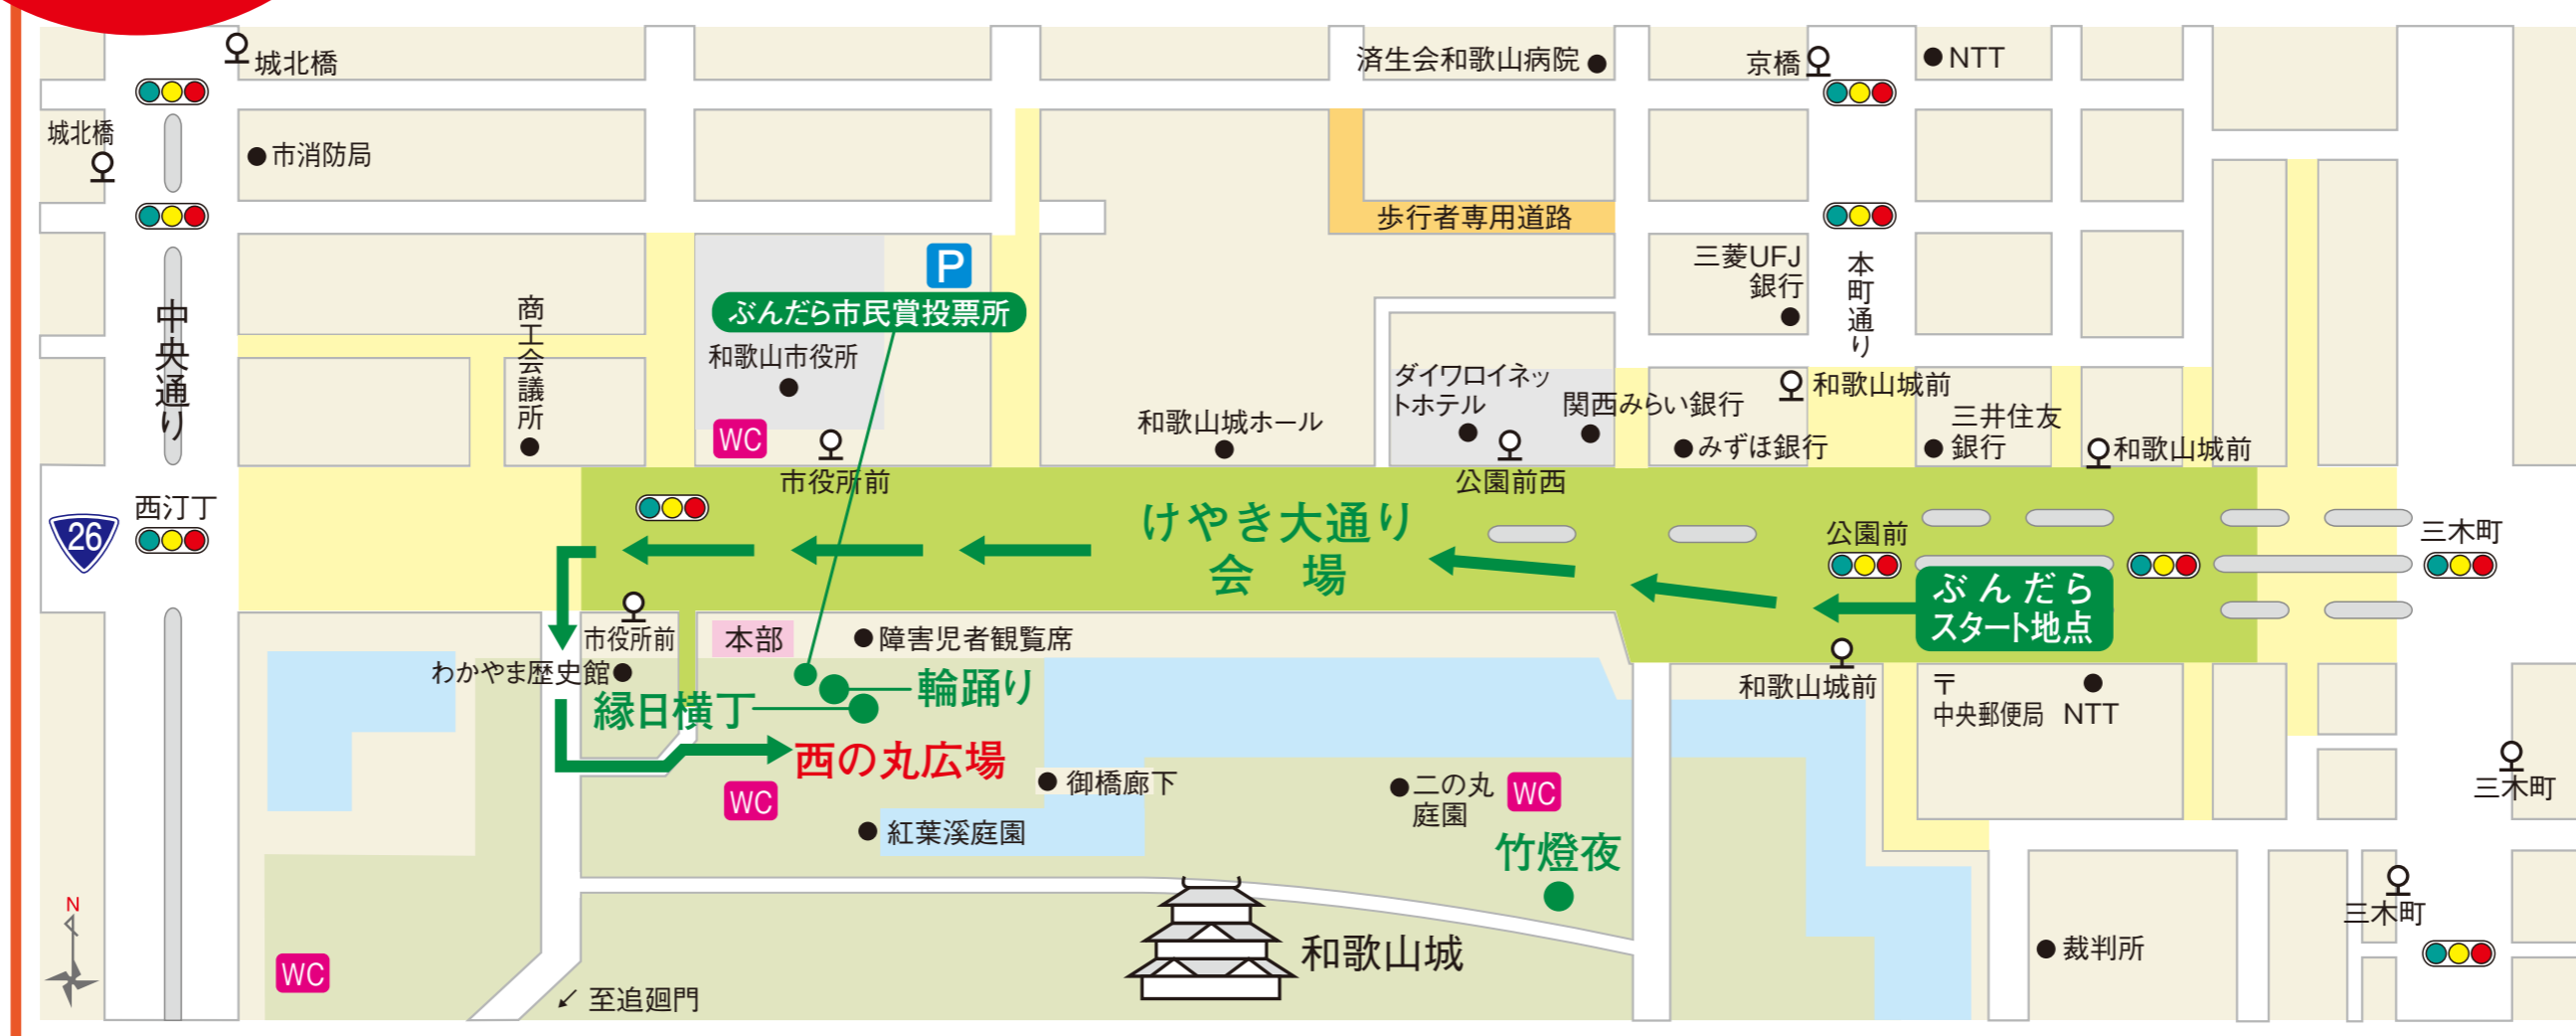 城北橋
済生会和歌山病院
京橋
NTT
城北橋
市消防局
歩行者専用道路
三菱UFJ
銀行
本町通り
P
中央通り
商工会議所
ぶんだら市民賞投票所
和歌山市役所
WC
市役所前
和歌山城ホール
ダイワロイネッ
トホテル
関西みらい銀行
公園前西
みずほ銀行
和歌山城前
三井住友
銀行
和歌山城前
26
西汀丁
けやき大通り
会 場
公園前
三木町
ぶんだら
スタート地点
市役所前
本部
障害児者観覧席
わかやま歴史館
縁日横丁
輪踊り
西の丸広場
和歌山城前
〒
中央郵便局
NTT
WC
御橋廊下
紅葉渓庭園
二の丸
庭園
WC
竹燈夜
三木町
三木町
N
WC
和歌山城
裁判所
↙ 至追廻門